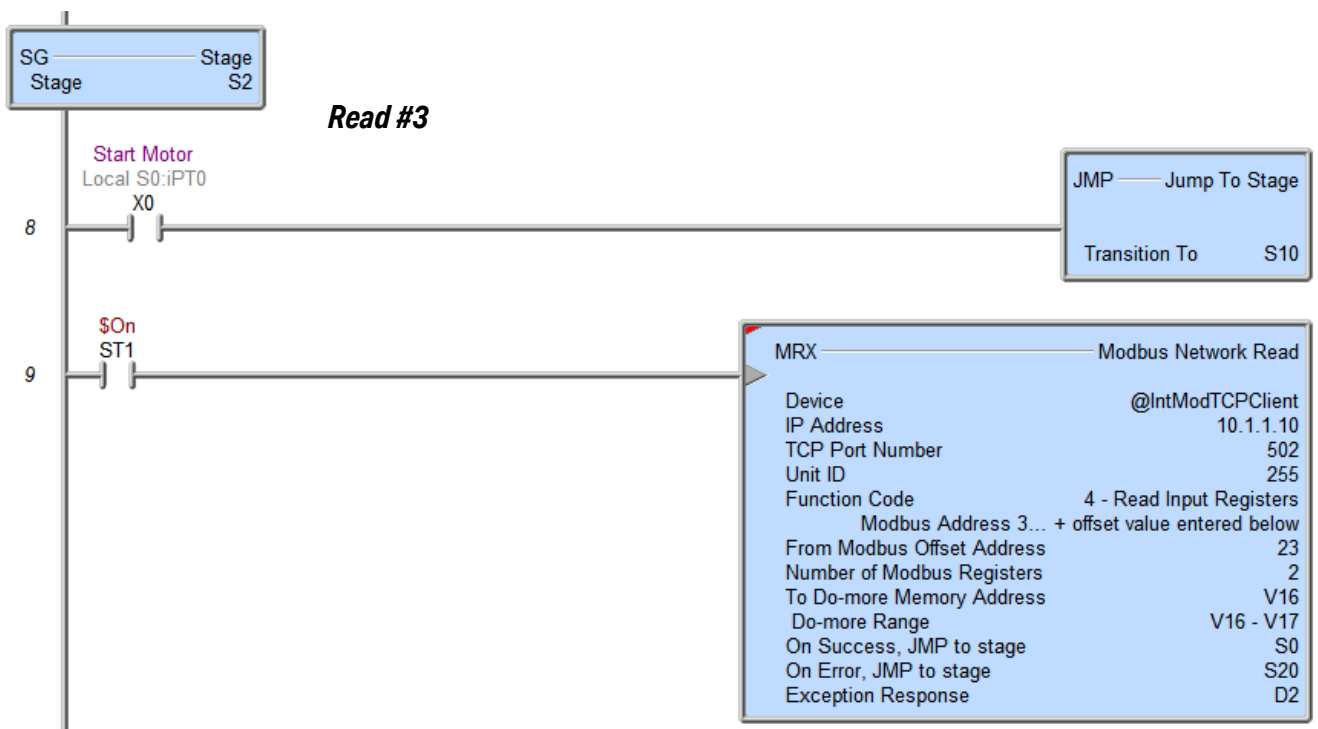 SG Stage
Stage S2
Read #3
Start Motor
Local S0:iPT0
X0
8
JMP Jump To Stage
Transition To S10
$On
ST1
9
MRX Modbus Network Read
Device @IntModTCPClient
IP Address 10.1.1.10
TCP Port Number 502
Unit ID 255
Function Code 4 - Read Input Registers
Modbus Address 3... + offset value entered below
From Modbus Offset Address 23
Number of Modbus Registers 2
To Do-more Memory Address V16
Do-more Range V16 - V17
On Success, JMP to stage S0
On Error, JMP to stage S20
Exception Response D2